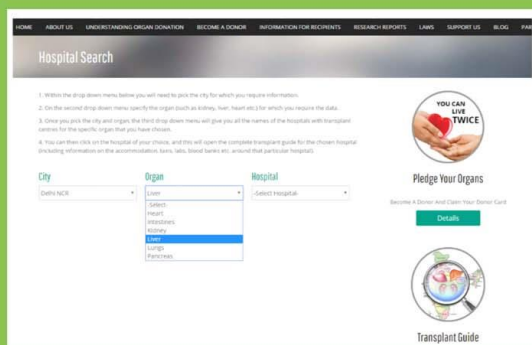 HOME ABOUT US UNDERSTANDING ORGAN DONATION BECOME A DONOR INFORMATION FOR RECIPIENTS RESEARCH REPORTS LAWS SUPPORT US BLOG PAR
Hospital Search
1. Within the drop down menu below you will need to pick the city for which you require information.
2. On the second drop down menu specify the organ (such as kidney, liver, heart etc.) for which you require the data.
3. Once you pick the city and organ, the third drop down menu will give you all the names of the hospitals with transplant
centres for the specific organ that you have chosen.
4. You can then click on the hospital of your choice, and this will open the complete transplant guide for the chosen hospital
(including information on the accommodation, labs, blood banks etc. around that particular hospital).
City Organ Hospital
Delhi NCR Liver -Select Hospital-
-Select-
Heart
Intestines
Kidney
Liver
Lungs
Pancreas
YOU CAN
LIVE
TWICE
Pledge Your Organs
Become A Donor And Claim Your Donor Card
Details
Transplant Guide